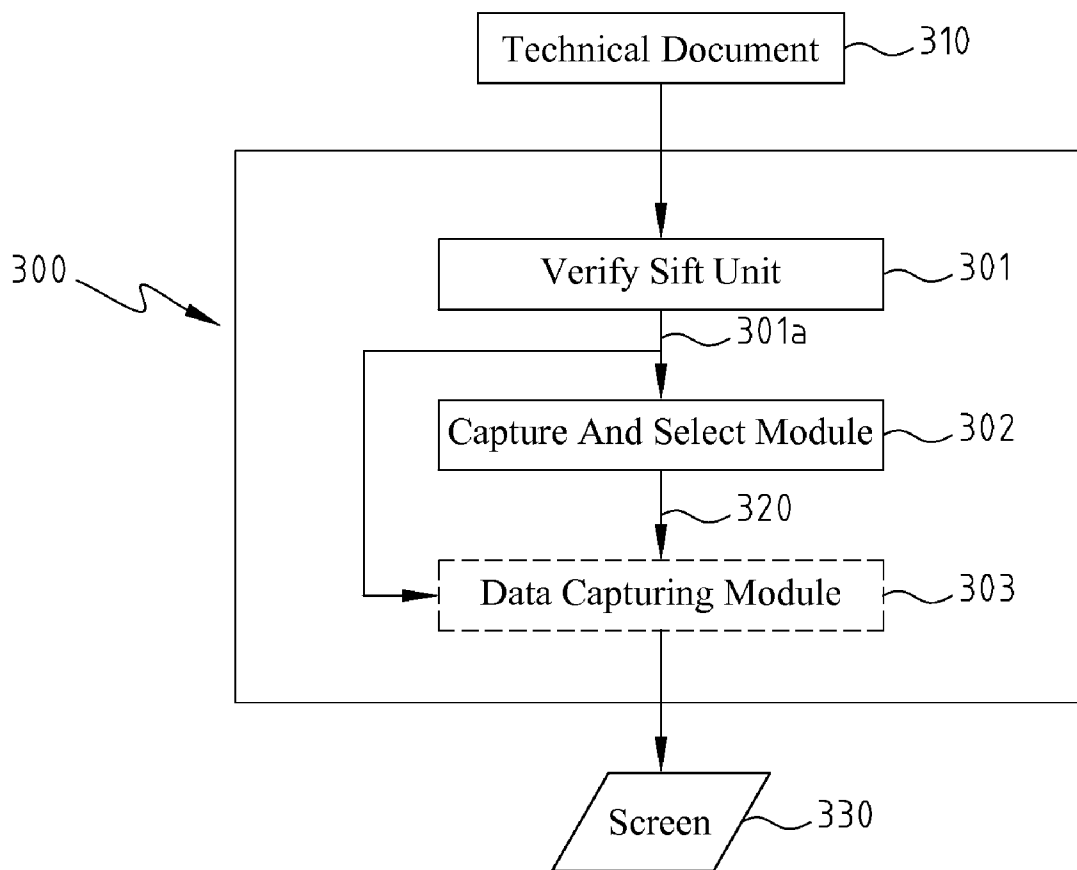 Technical Document
310
300
Verify Sift Unit
301
301a
Capture And Select Module
302
320
Data Capturing Module
303
Screen
330